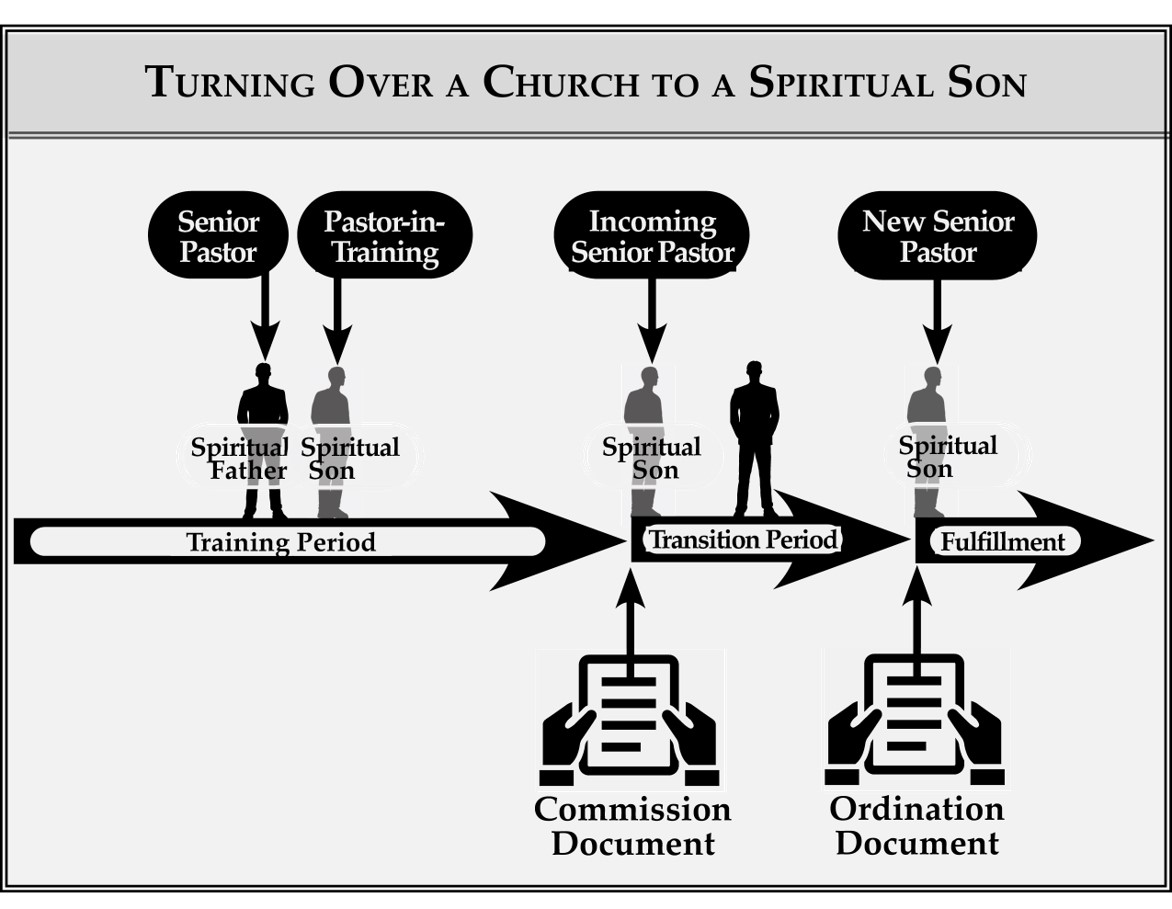 Turning Over a Church to a Spiritual Son
Senior
Pastor
Pastor-in-
Training
Incoming
Senior Pastor
New Senior
Pastor
Spiritual
Father
Spiritual
Son
Spiritual
Son
Spiritual
Son
Training Period
Transition Period
Fulfillment
Commission
Document
Ordination
Document